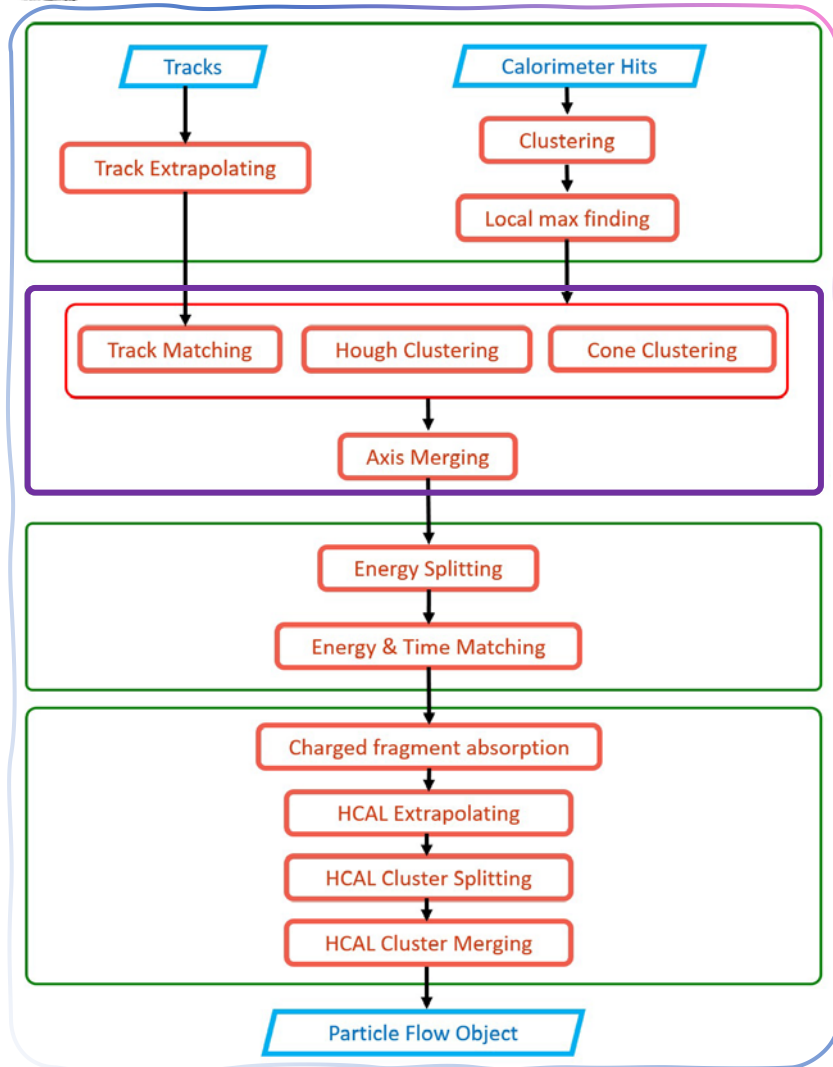 Tracks
Calorimeter Hits
Track Extrapolating
Clustering
Local max finding
Track Matching
Hough Clustering
Cone Clustering
Axis Merging
Energy Splitting
Energy & Time Matching
Charged fragment absorption
HCAL Extrapolating
HCAL Cluster Splitting
HCAL Cluster Merging
Particle Flow Object